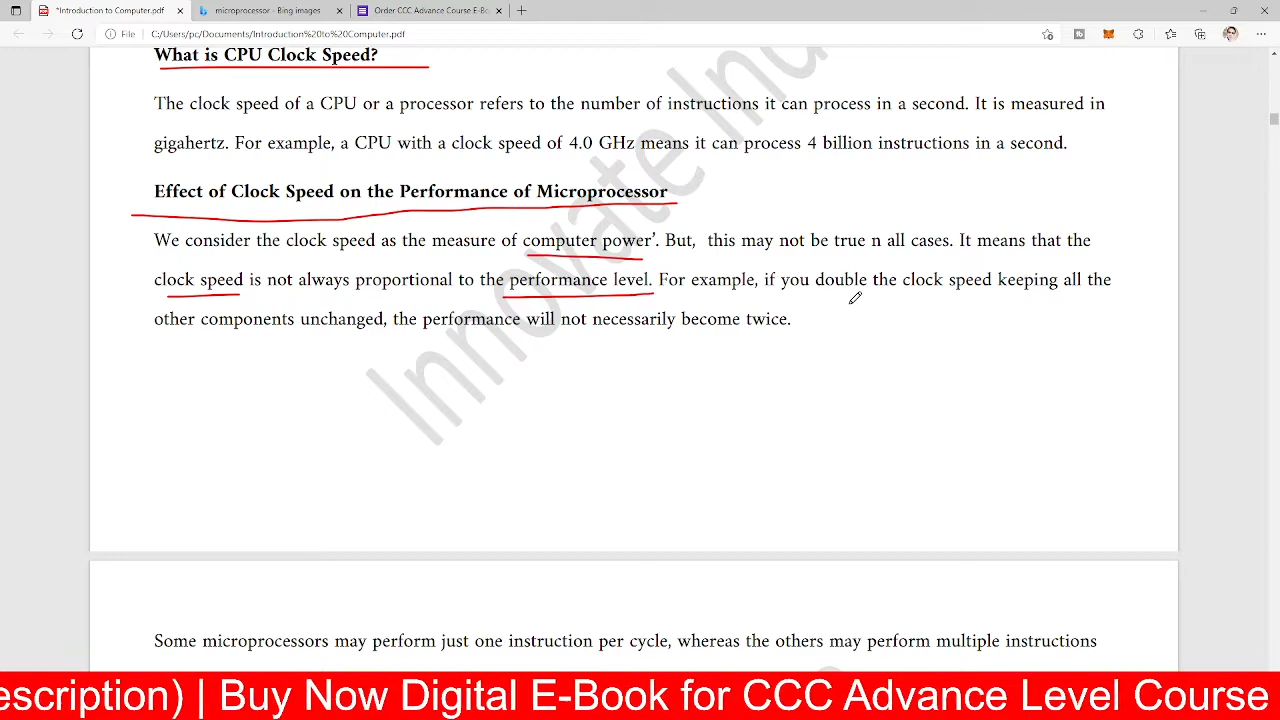 *Introduction to Computer.pdf
microprocessor - Bing images
Order CCC Advance Course E-Bo
File
C:/Users/pc/Documents/Introduction%20to%20Computer.pdf
What is CPU Clock Speed?
The clock speed of a CPU or a processor refers to the number of instructions it can process in a second. It is measured in
gigahertz. For example, a CPU with a clock speed of 4.0 GHz means it can process 4 billion instructions in a second.
Effect of Clock Speed on the Performance of Microprocessor
We consider the clock speed as the measure of computer power'. But,  this may not be true n all cases. It means that the
clock speed is not always proportional to the performance level. For example, if you double the clock speed keeping all the
other components unchanged, the performance will not necessarily become twice.
Innovate Ind
Some microprocessors may perform just one instruction per cycle, whereas the others may perform multiple instructions
escription) | Buy Now Digital E-Book for CCC Advance Level Course